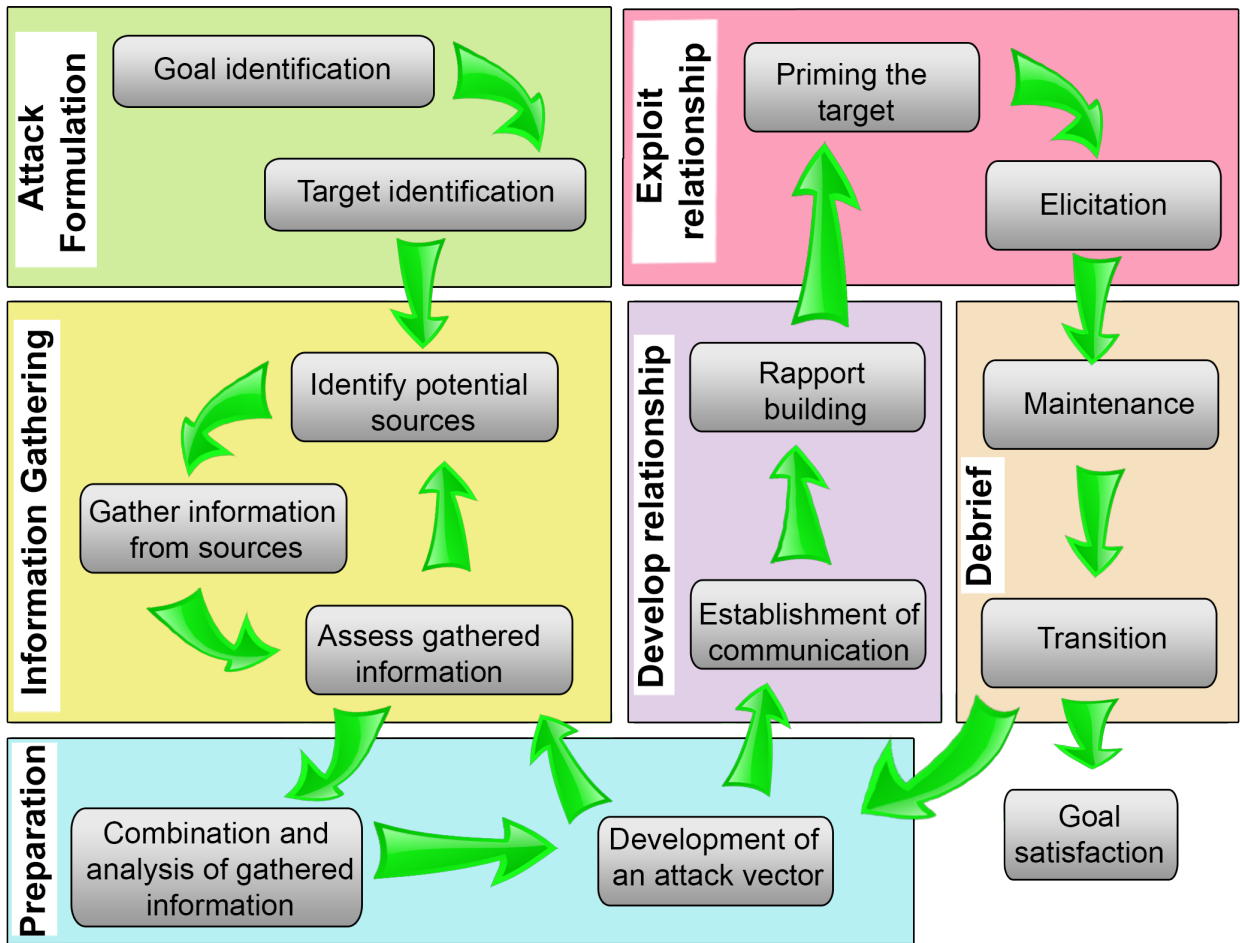 Attack
Formulation
Goal identification
Target identification
Exploit
relationship
Priming the
target
Elicitation
Information Gathering
Identify potential
sources
Gather information
from sources
Assess gathered
information
Develop relationship
Rapport
building
Establishment of
communication
Debrief
Maintenance
Transition
Preparation
Combination and
analysis of gathered
information
Development of
an attack vector
Goal
satisfaction